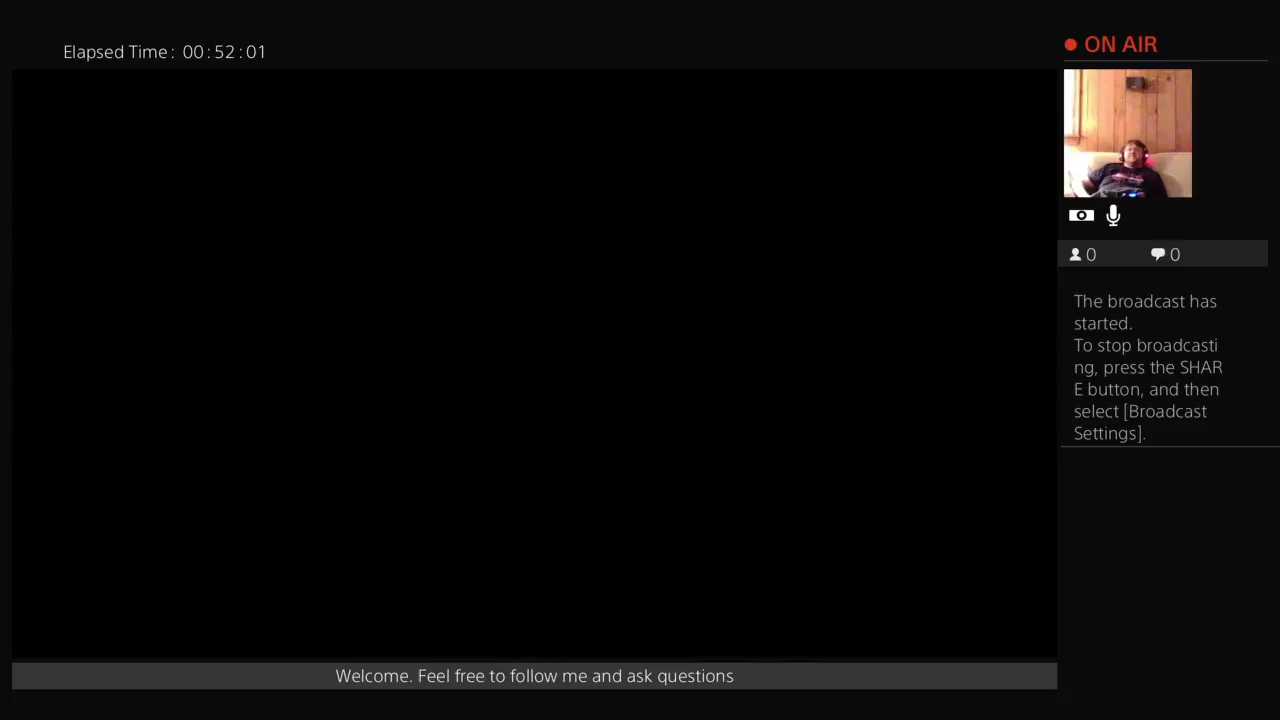 Elapsed Time: 00:52:01
ON AIR
0 0
The broadcast has
started.
To stop broadcasti
ng, press the SHAR
E button, and then
select [Broadcast
Settings].
Welcome. Feel free to follow me and ask questions